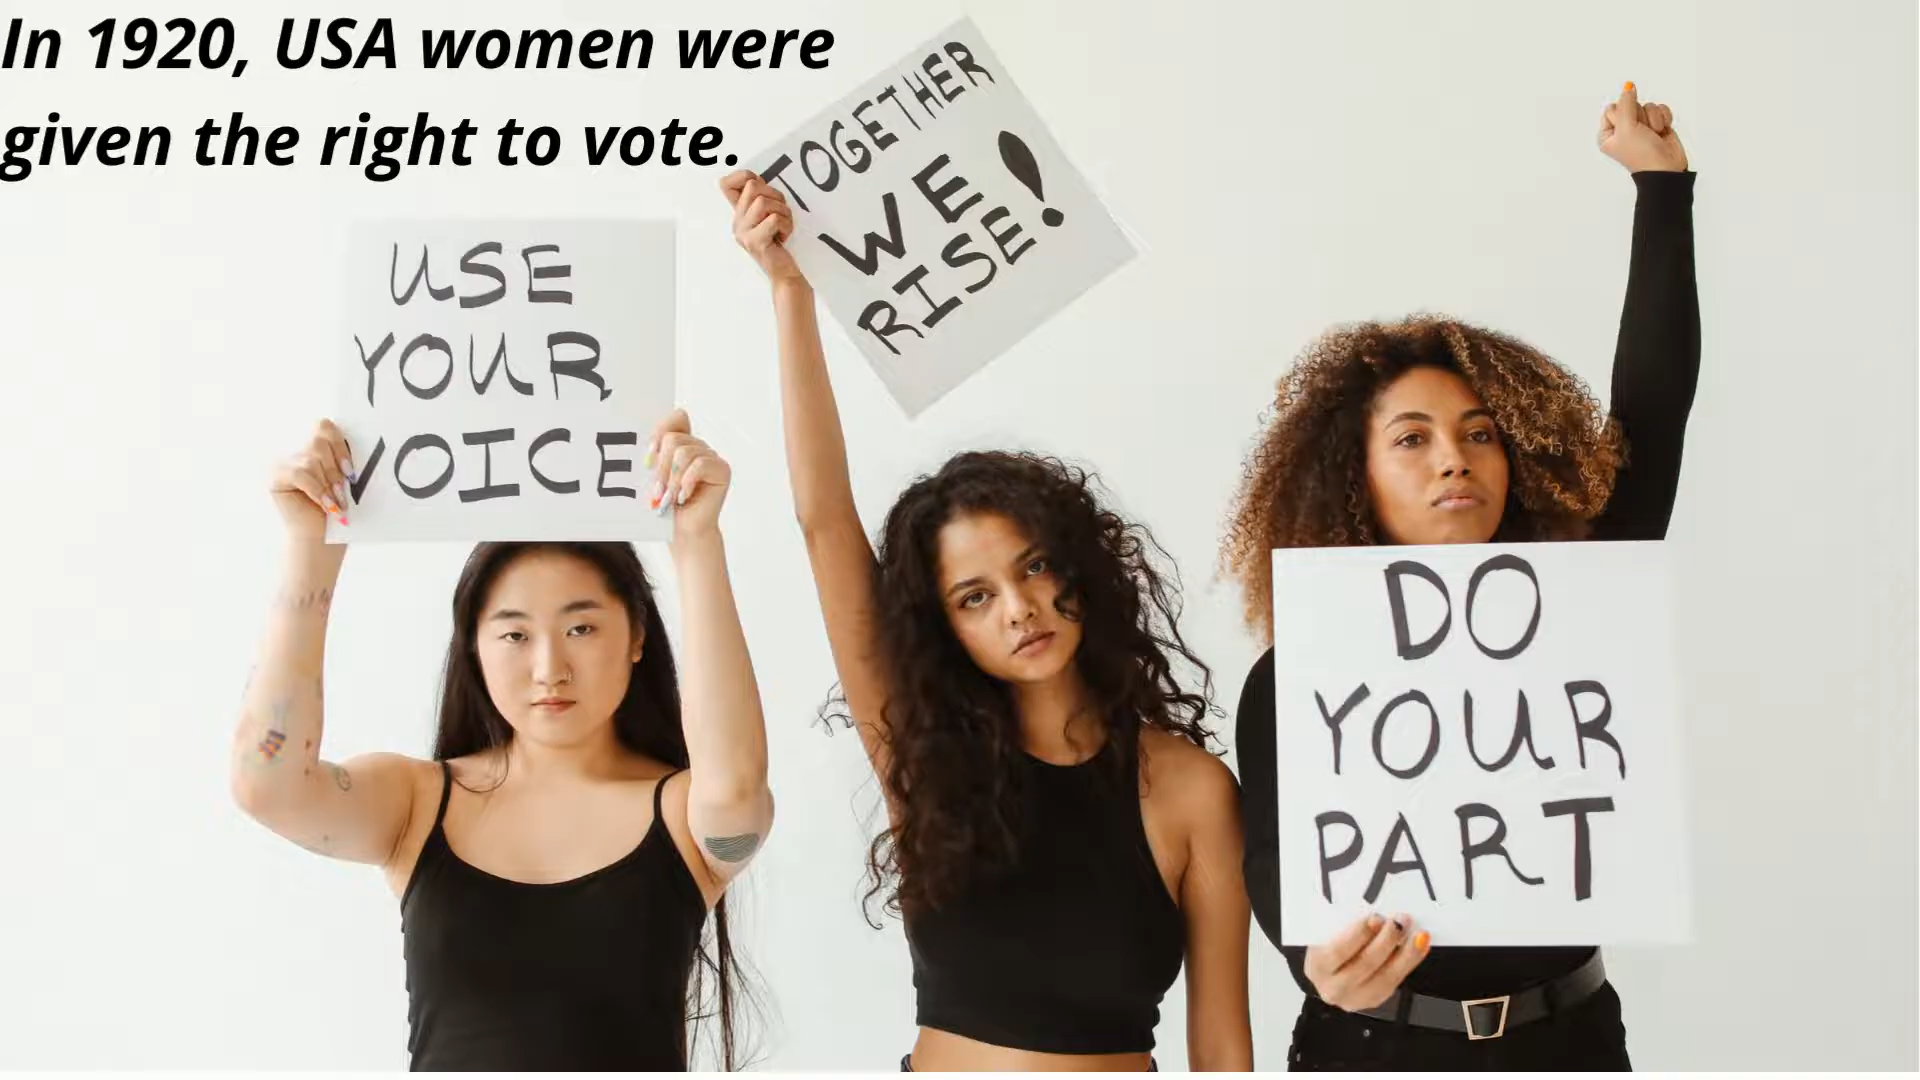 In 1920, USA women were
given the right to vote.
USE
YOUR
VOICE
TOGETHER
WE
RISE!
DO
YOUR
PART